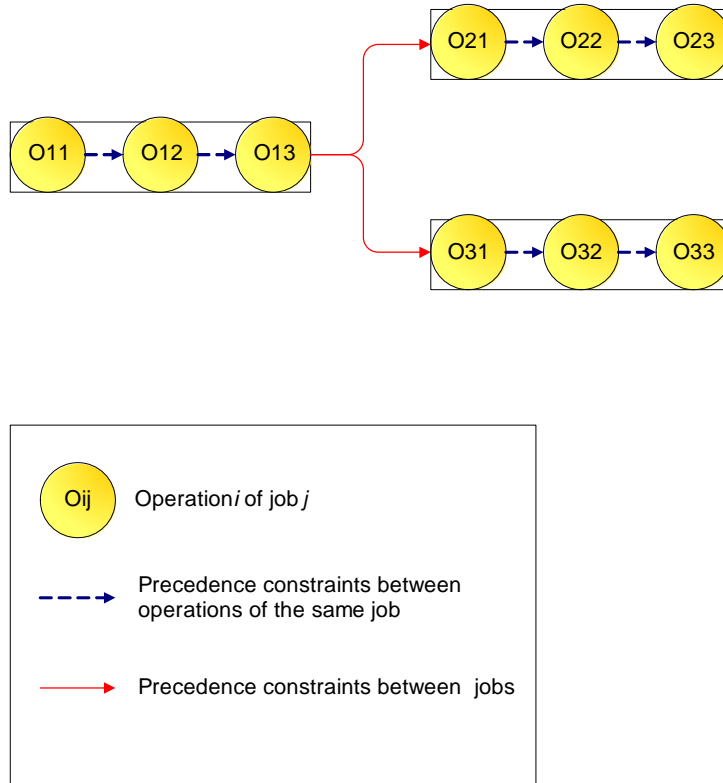 O21 O22 O23
O11 O12 O13
O31 O32 O33
Oij Operation i of job j
Precedence constraints between
operations of the same job
Precedence constraints between jobs